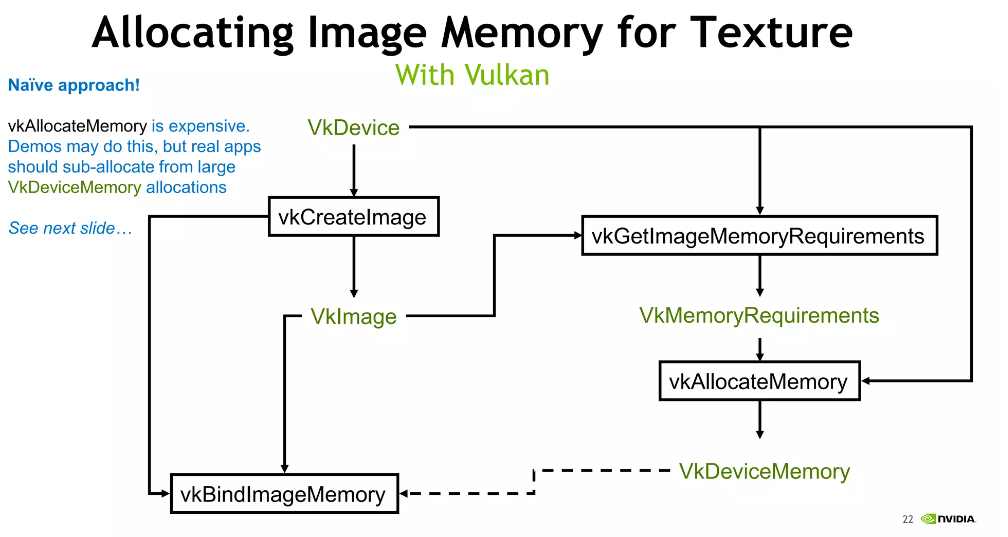 Allocating Image Memory for Texture
With Vulkan
Naïve approach!
vkAllocateMemory is expensive.
Demos may do this, but real apps
should sub-allocate from large
VkDeviceMemory allocations
See next slide…
VkDevice
vkCreateImage
vkGetImageMemoryRequirements
VkImage
VkMemoryRequirements
vkAllocateMemory
VkDeviceMemory
vkBindImageMemory
22 NVIDIA.